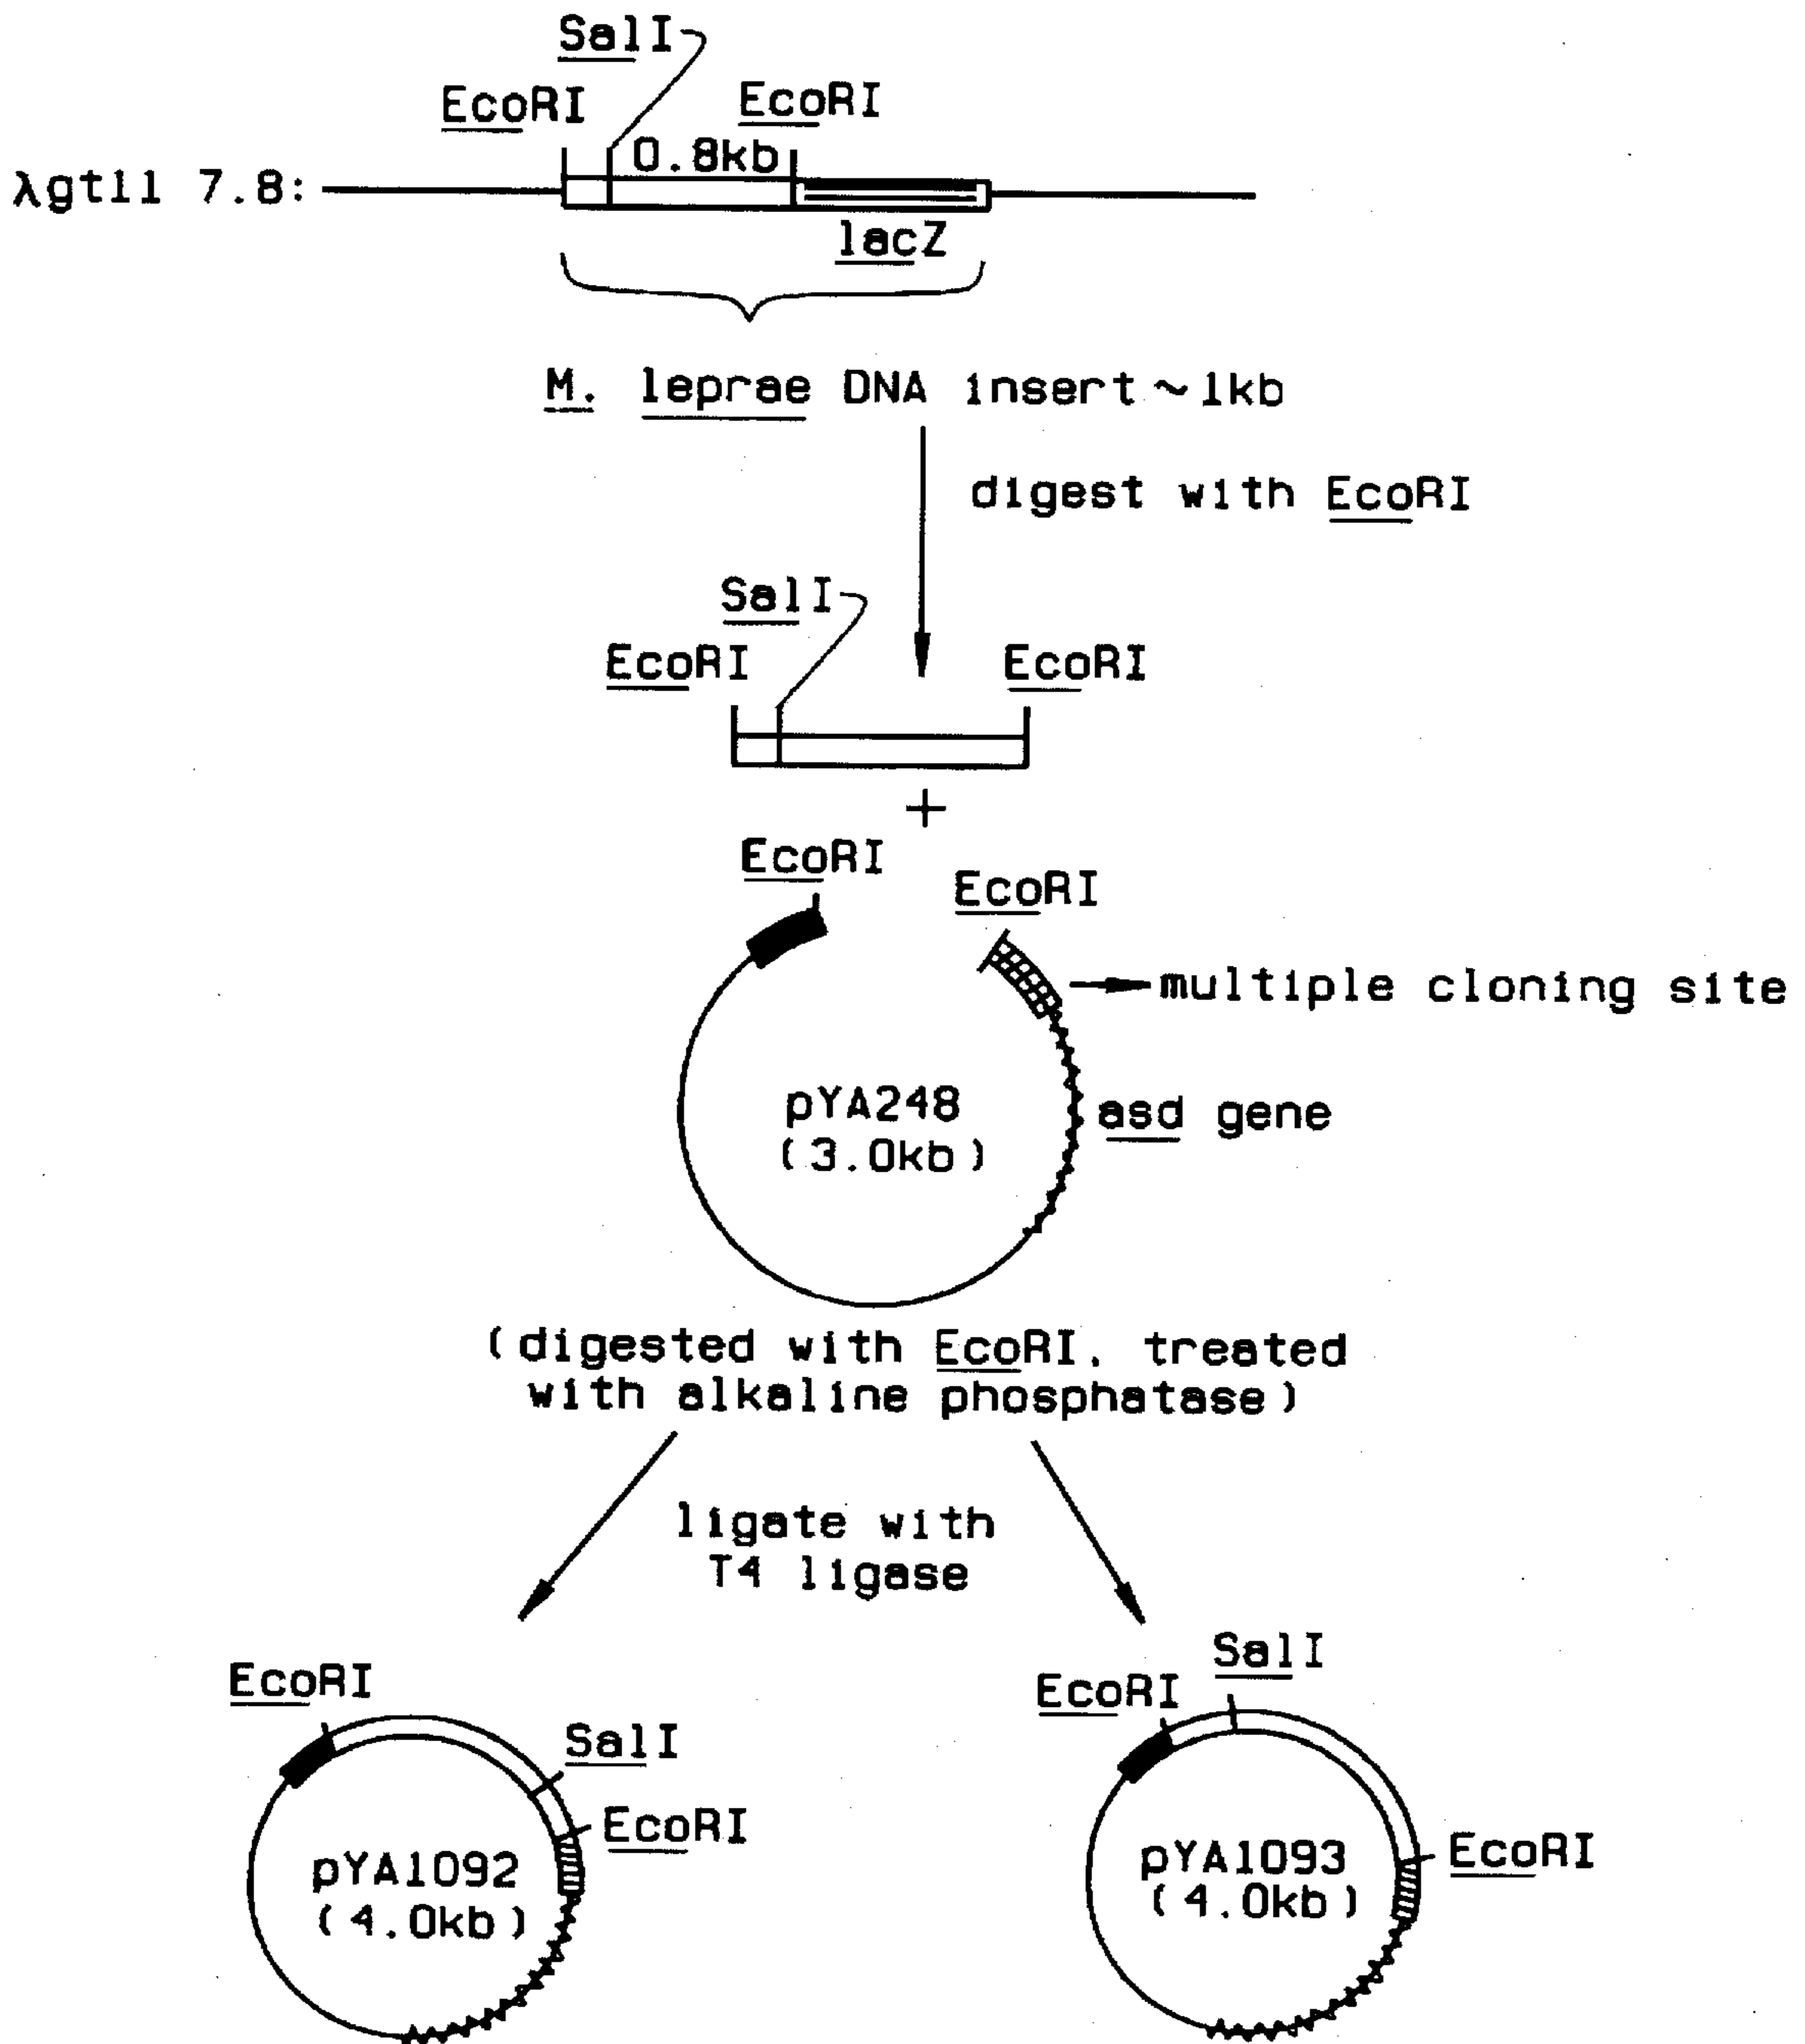 SalI
EcoRI EcoRI
0.8kb
λgt11 7.8:
lacZ
M. leprae DNA insert ~ 1kb
digest with EcoRI
SalI
EcoRI EcoRI
+
EcoRI
EcoRI
multiple cloning site
pYA248
(3.0kb)
asd gene
(digested with EcoRI, treated
with alkaline phosphatase)
ligate with
T4 ligase
EcoRI
SalI
EcoRI
pYA1092
(4.0kb)
SalI
EcoRI
EcoRI
pYA1093
(4.0kb)